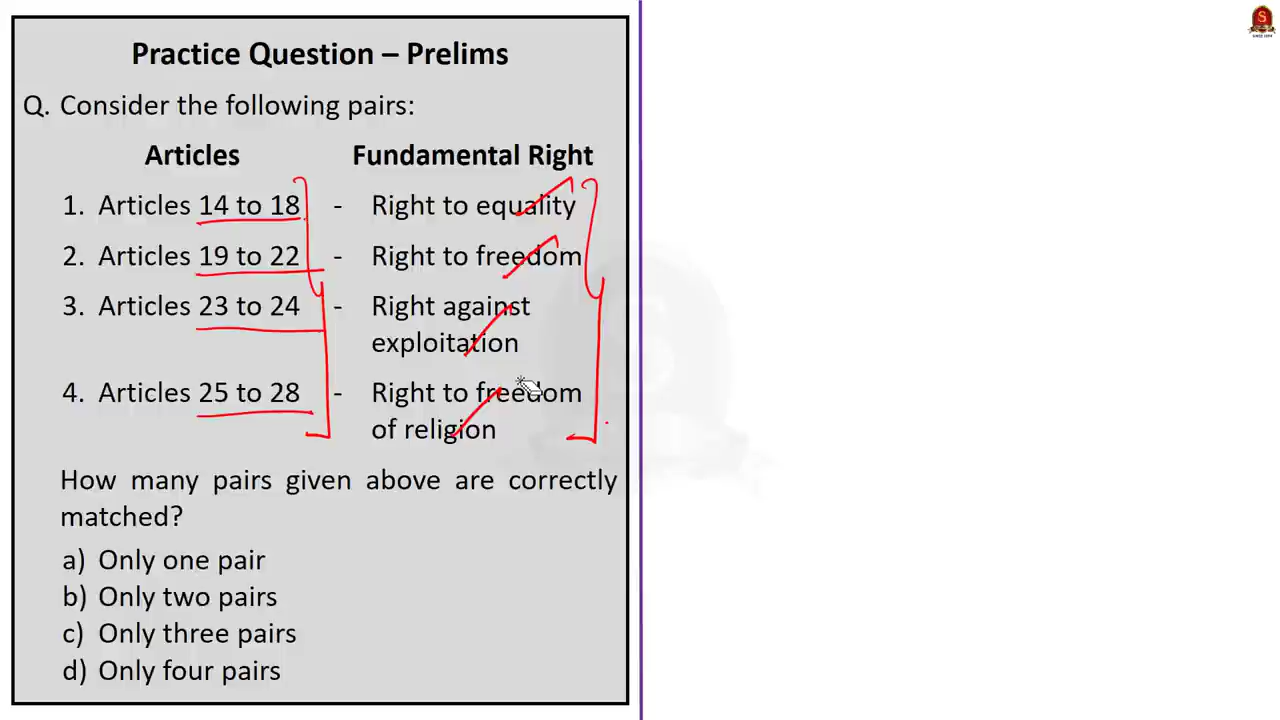 Practice Question – Prelims
Q. Consider the following pairs:
Articles Fundamental Right
1. Articles 14 to 18 - Right to equality
2. Articles 19 to 22 - Right to freedom
3. Articles 23 to 24 - Right against
exploitation
4. Articles 25 to 28 - Right to freedom
of religion
How many pairs given above are correctly
matched?
a) Only one pair
b) Only two pairs
c) Only three pairs
d) Only four pairs
S